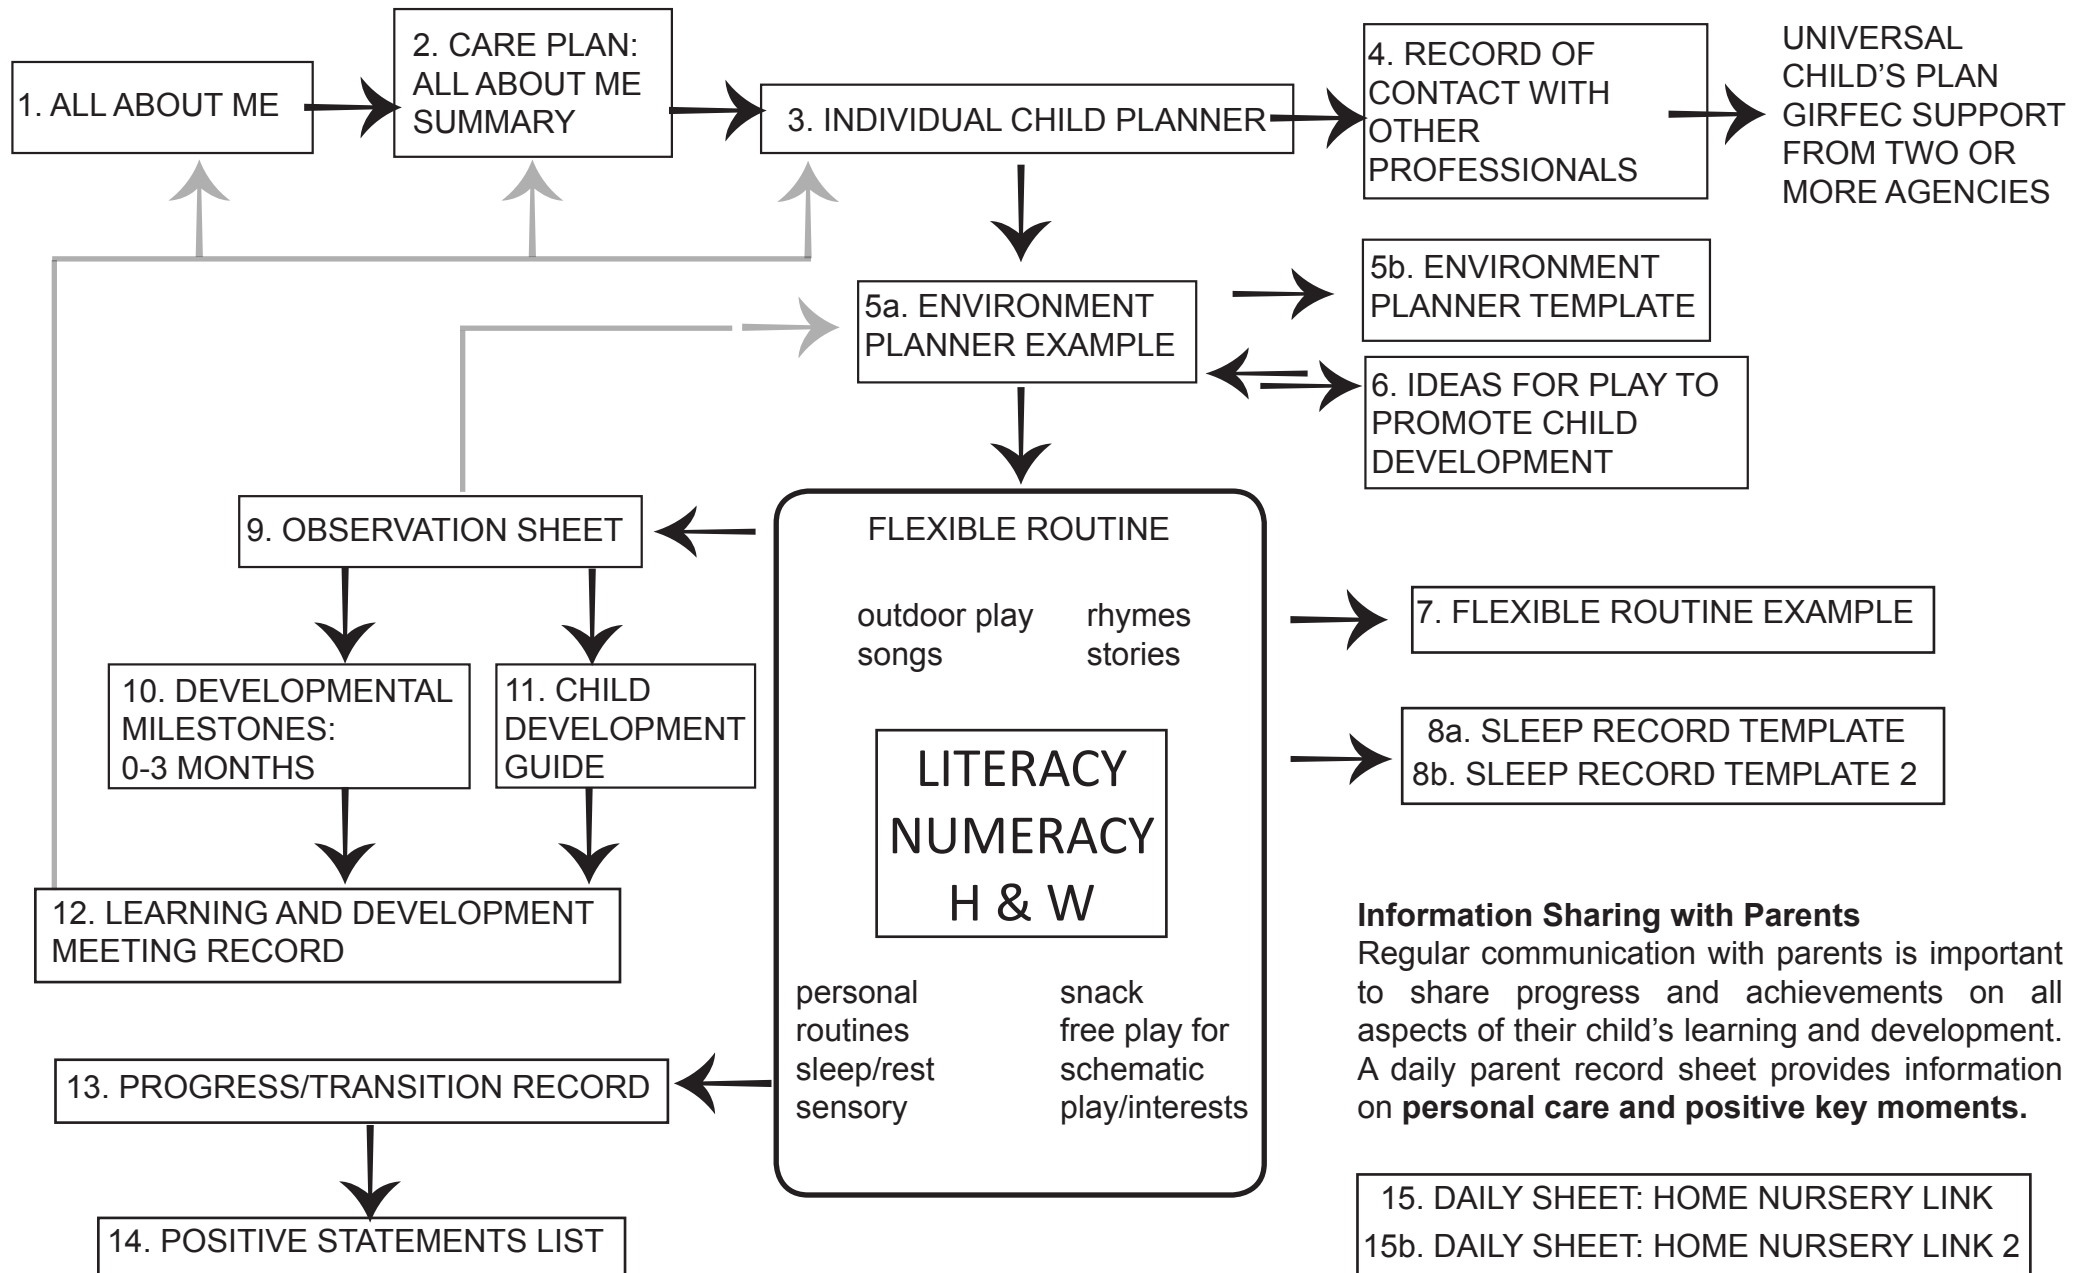 1. ALL ABOUT ME
2. CARE PLAN:
ALL ABOUT ME
SUMMARY
3. INDIVIDUAL CHILD PLANNER
4. RECORD OF
CONTACT WITH
OTHER
PROFESSIONALS
UNIVERSAL
CHILD’S PLAN
GIRFEC SUPPORT
FROM TWO OR
MORE AGENCIES
5a. ENVIRONMENT
PLANNER EXAMPLE
5b. ENVIRONMENT
PLANNER TEMPLATE
6. IDEAS FOR PLAY TO
PROMOTE CHILD
DEVELOPMENT
FLEXIBLE ROUTINE
outdoor play
songs
rhymes
stories
LITERACY
NUMERACY
H & W
personal
routines
sleep/rest
sensory
snack
free play for
schematic
play/interests
7. FLEXIBLE ROUTINE EXAMPLE
8a. SLEEP RECORD TEMPLATE
8b. SLEEP RECORD TEMPLATE 2
9. OBSERVATION SHEET
10. DEVELOPMENTAL
MILESTONES:
0-3 MONTHS
11. CHILD
DEVELOPMENT
GUIDE
12. LEARNING AND DEVELOPMENT
MEETING RECORD
13. PROGRESS/TRANSITION RECORD
14. POSITIVE STATEMENTS LIST
Information Sharing with Parents
Regular communication with parents is important
to share progress and achievements on all
aspects of their child’s learning and development.
A daily parent record sheet provides information
on personal care and positive key moments.
15. DAILY SHEET: HOME NURSERY LINK
15b. DAILY SHEET: HOME NURSERY LINK 2